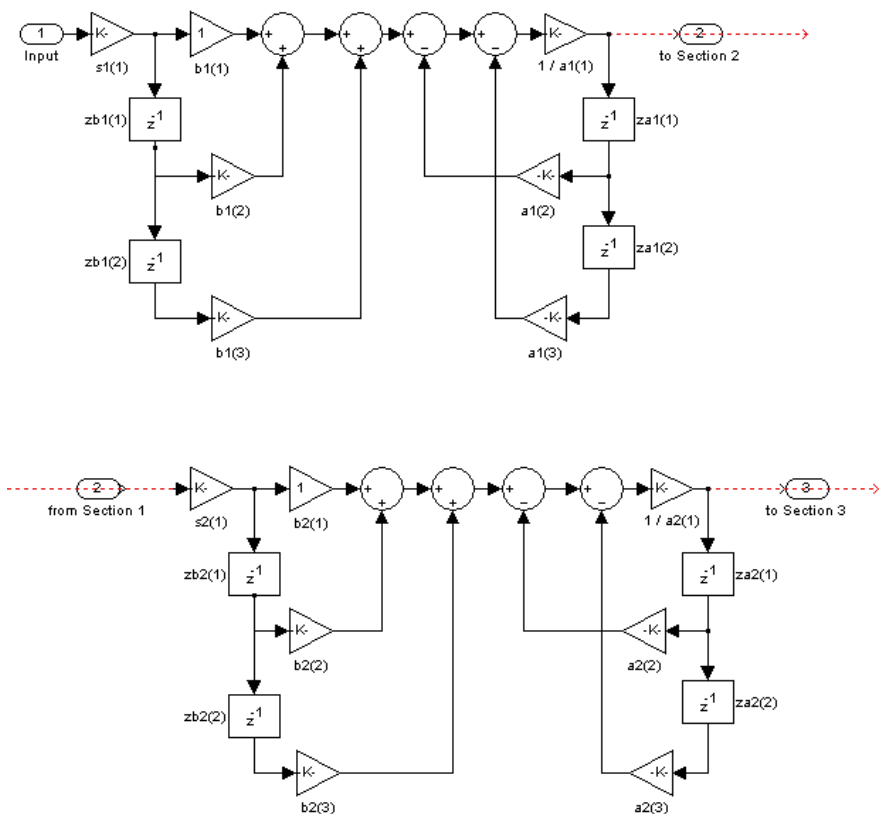 1
Input
K-
s1(1)
1
b1(1)
+
+
+
+
+
−
+
−
K-
1 / a1(1)
2
to Section 2
zb1(1)
z-1
z-1
za1(1)
K-
b1(2)
-K-
a1(2)
zb1(2)
z-1
z-1
za1(2)
K-
b1(3)
-K-
a1(3)
2
from Section 1
K-
s2(1)
1
b2(1)
+
+
+
+
+
−
+
−
K-
1 / a2(1)
3
to Section 3
zb2(1)
z-1
z-1
za2(1)
K-
b2(2)
-K-
a2(2)
zb2(2)
z-1
z-1
za2(2)
K-
b2(3)
-K-
a2(3)